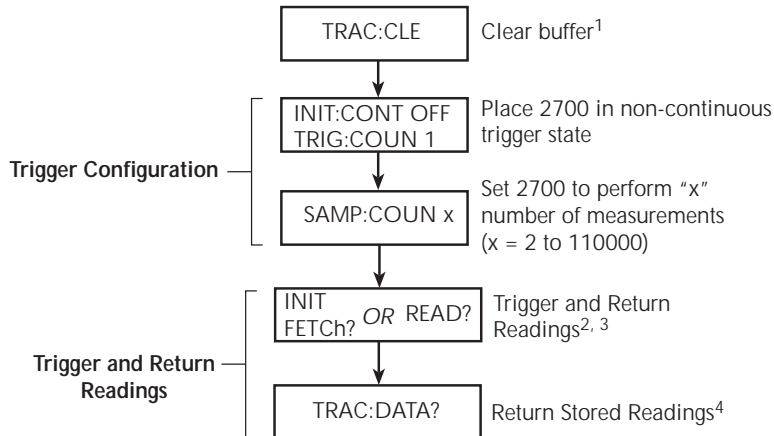 TRAC:CLE
Clear buffer1
INIT:CONT OFF
TRIG:COUN 1
Place 2700 in non-continuous
trigger state
Trigger Configuration
SAMP:COUN x
Set 2700 to perform “x”
number of measurements
(x = 2 to 110000)
INIT
FETCh?
OR READ?
Trigger and Return
Readings2, 3
Trigger and Return
Readings
TRAC:DATA?
Return Stored Readings4